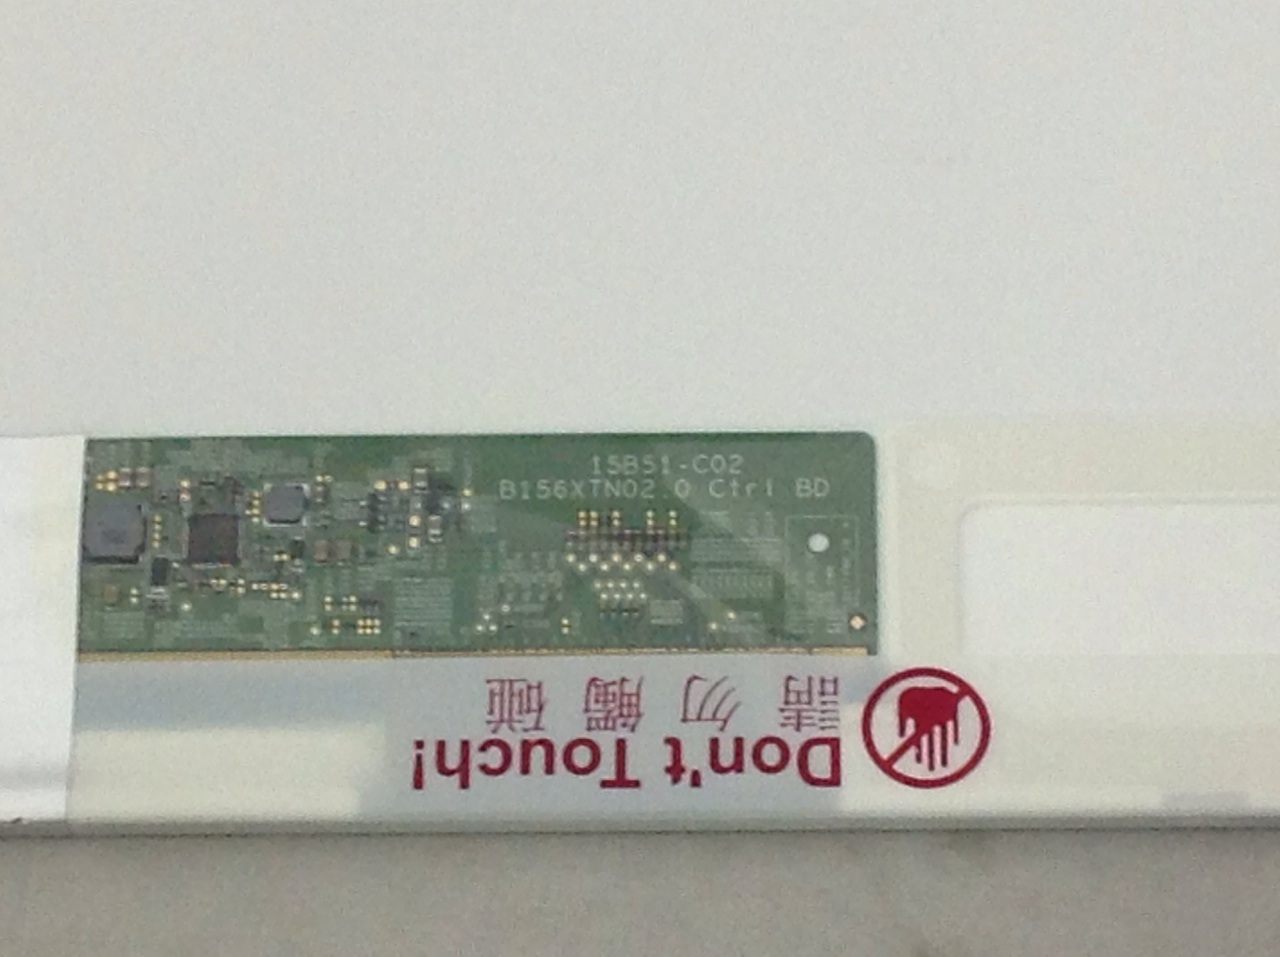 15B51-C02
B156XTN02.0 Ctrl BD
請勿觸碰
Don't Touch!